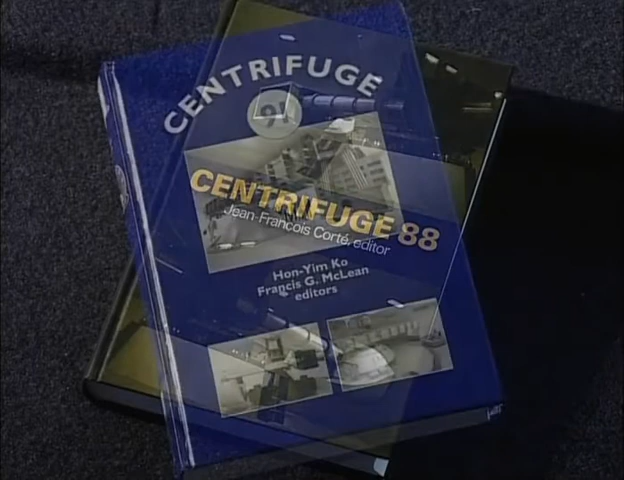 CENTRIFUGE
91
CENTRIFUGE 88
Jean-François Corté, editor
Hon-Yim Ko
Francis G. McLean
editors